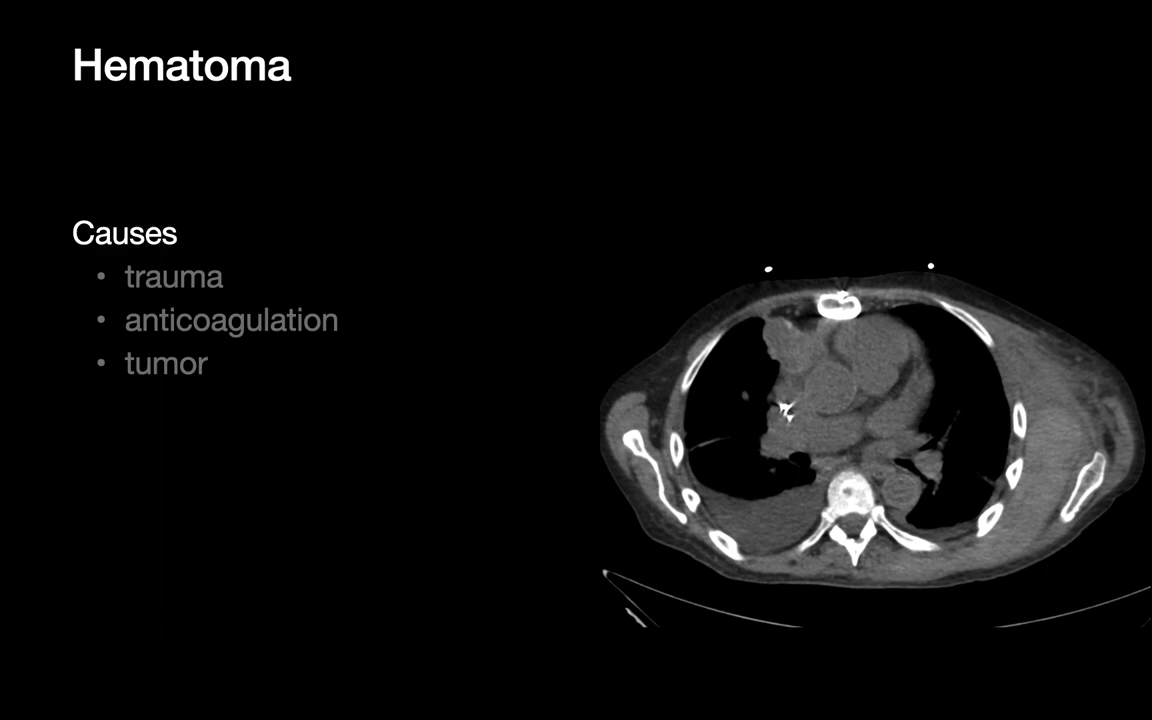 Hematoma
Causes
• trauma
• anticoagulation
• tumor